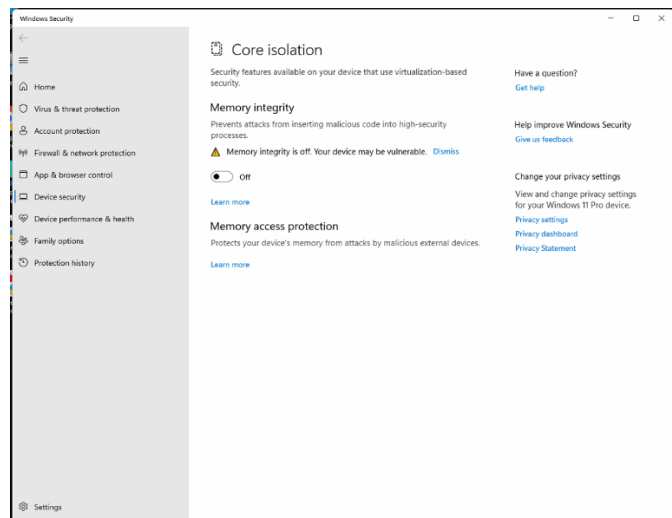 Windows Security
Home
Virus & threat protection
Account protection
Firewall & network protection
App & browser control
Device security
Device performance & health
Family options
Protection history
Settings
Core isolation
Security features available on your device that use virtualization-based
security.
Memory integrity
Prevents attacks from inserting malicious code into high-security
processes.
Memory integrity is off. Your device may be vulnerable. Dismiss
Off
Learn more
Memory access protection
Protects your device's memory from attacks by malicious external devices.
Learn more
Have a question?
Get help
Help improve Windows Security
Give us feedback
Change your privacy settings
View and change privacy settings
for your Windows 11 Pro device.
Privacy settings
Privacy dashboard
Privacy Statement